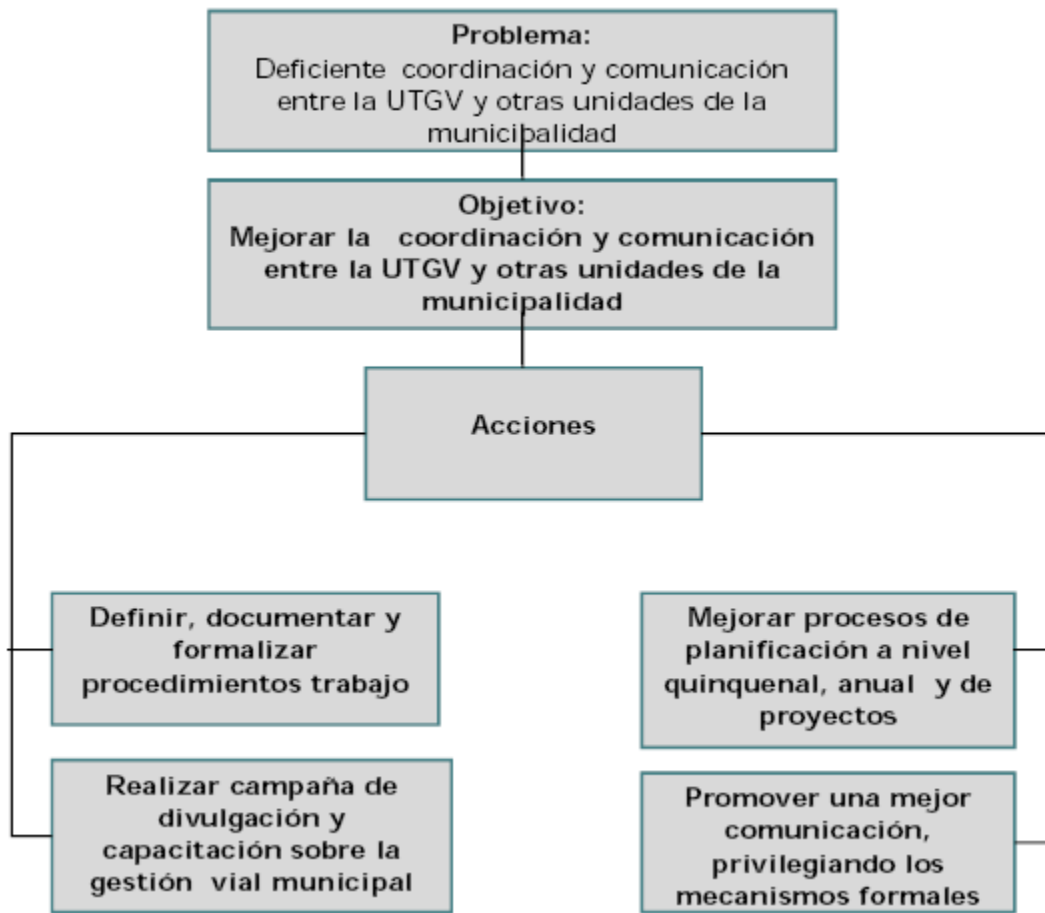 Problema:
Deficiente coordinación y comunicación
entre la UTGV y otras unidades de la
municipalidad
Objetivo:
Mejorar la coordinación y comunicación
entre la UTGV y otras unidades de la
municipalidad
Acciones
Definir, documentar y
formalizar
procedimientos trabajo
Realizar campaña de
divulgación y
capacitación sobre la
gestión vial municipal
Mejorar procesos de
planificación a nivel
quinquenal, anual y de
proyectos
Promover una mejor
comunicación,
privilegiando los
mecanismos formales